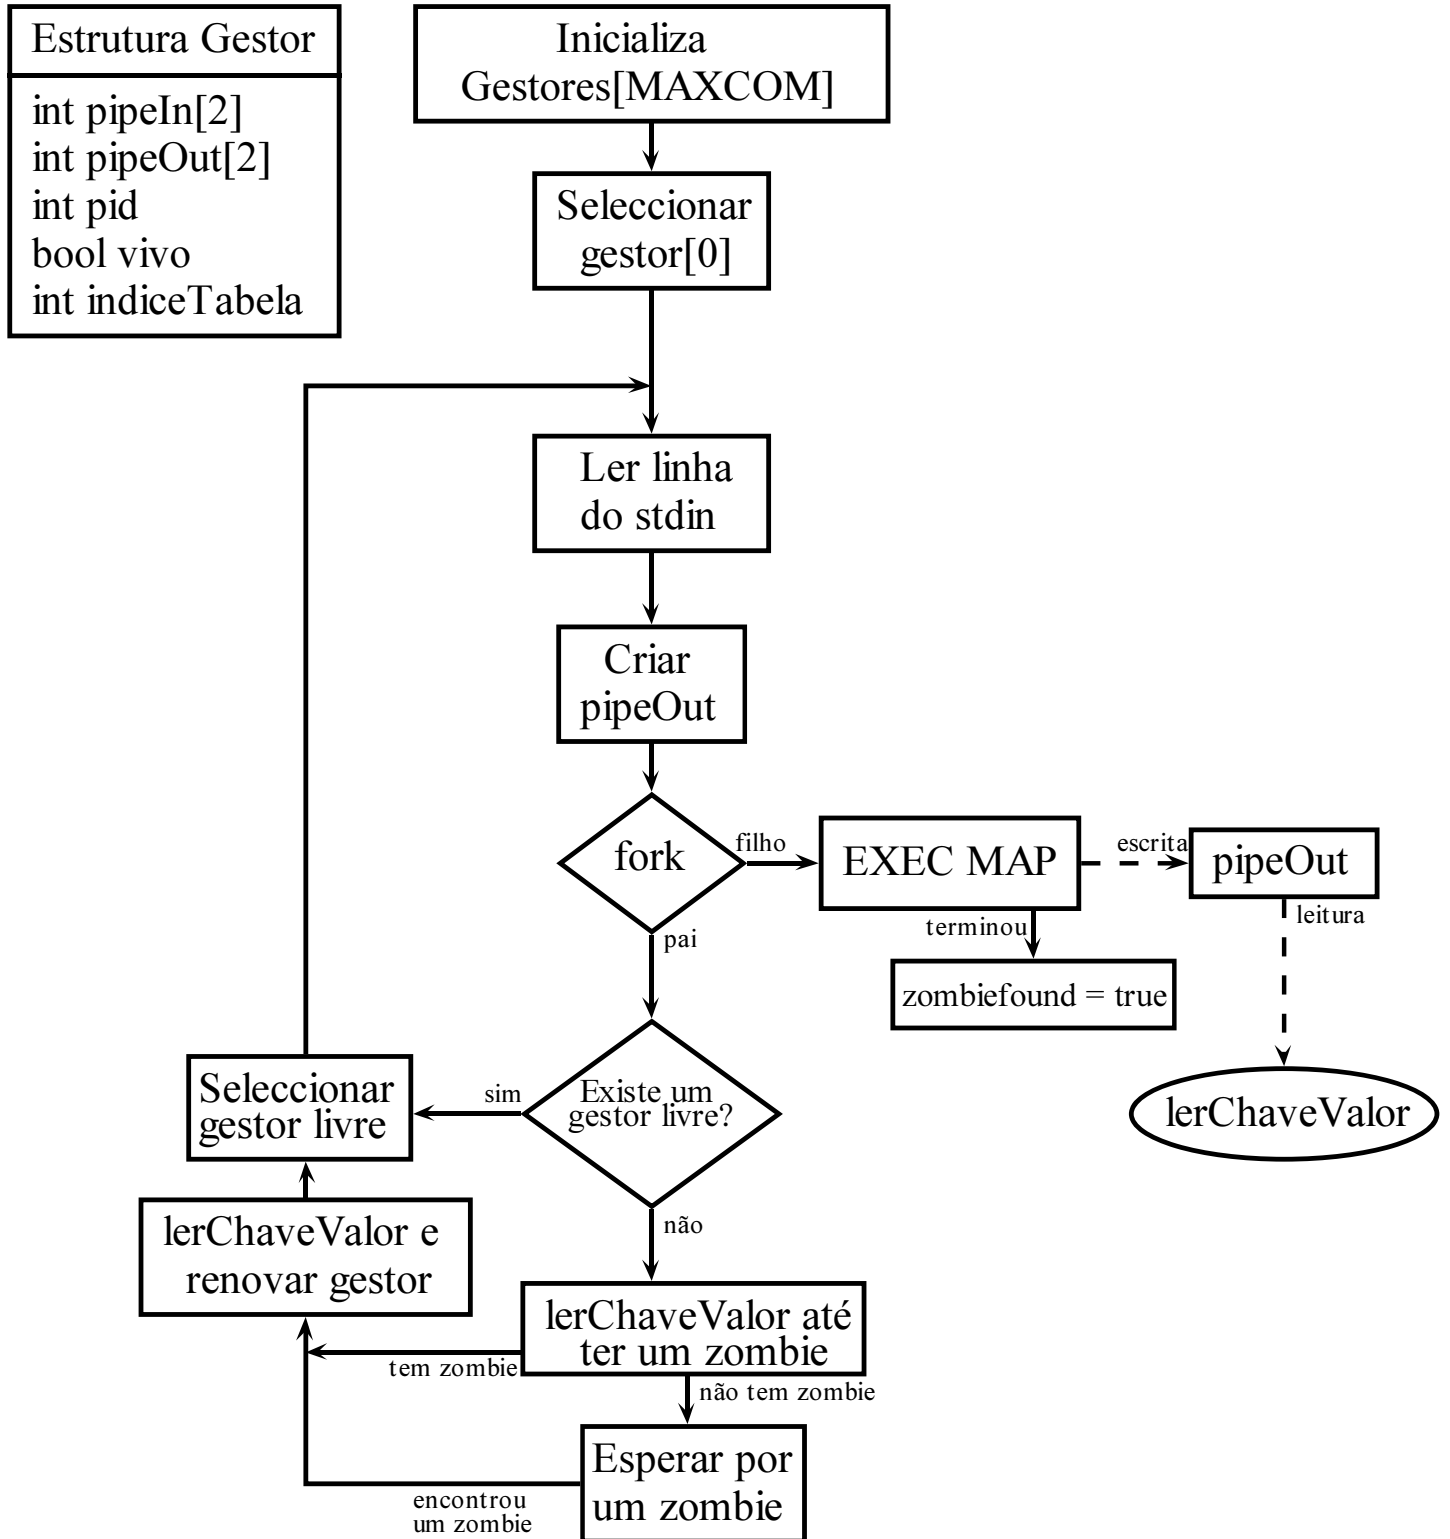 Estrutura Gestor
int pipeIn[2]
int pipeOut[2]
int pid
bool vivo
int indiceTabela
Inicializa
Gestores[MAXCOM]
Seleccionar
gestor[0]
Ler linha
do stdin
Criar
pipeOut
fork
filho
EXEC MAP
escrita
pipeOut
leitura
terminou
zombiefound = true
lerChaveValor
pai
Existe um
gestor livre?
sim
Seleccionar
gestor livre
não
lerChaveValor e
renovar gestor
lerChaveValor até
ter um zombie
tem zombie
não tem zombie
Esperar por
um zombie
encontrou
um zombie